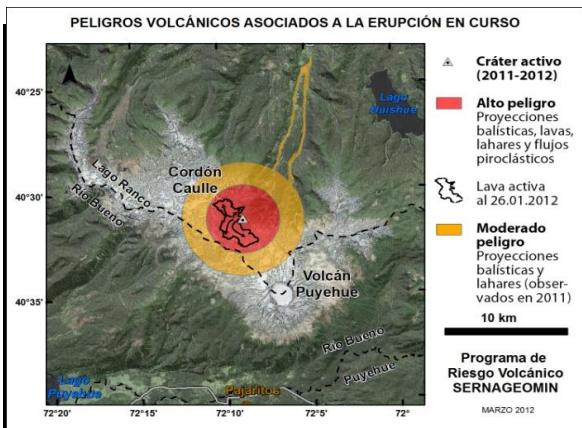 PELIGROS VOLCÁNICOS ASOCIADOS A LA ERUPCIÓN EN CURSO
40°25'
40°30'
40°35'
72°20'
72°15'
72°10'
72°5'
72°
Lago
Huishue
Cordón
Caulle
Lago Ranco
Río Bueno
Volcán
Puyehue
Río Bueno
Puyehue
Lago
Puyehue
Pajaritos
Cráter activo
(2011-2012)
Alto peligro
Proyecciones
balísticas, lavas,
lahares y flujos
piroclásticos
Lava activa
al 26.01.2012
Moderado
peligro
Proyecciones
balísticas y
lahares (obser-
vados en 2011)
10 km
Programa de
Riesgo Volcánico
SERNAGEOMIN
MARZO 2012